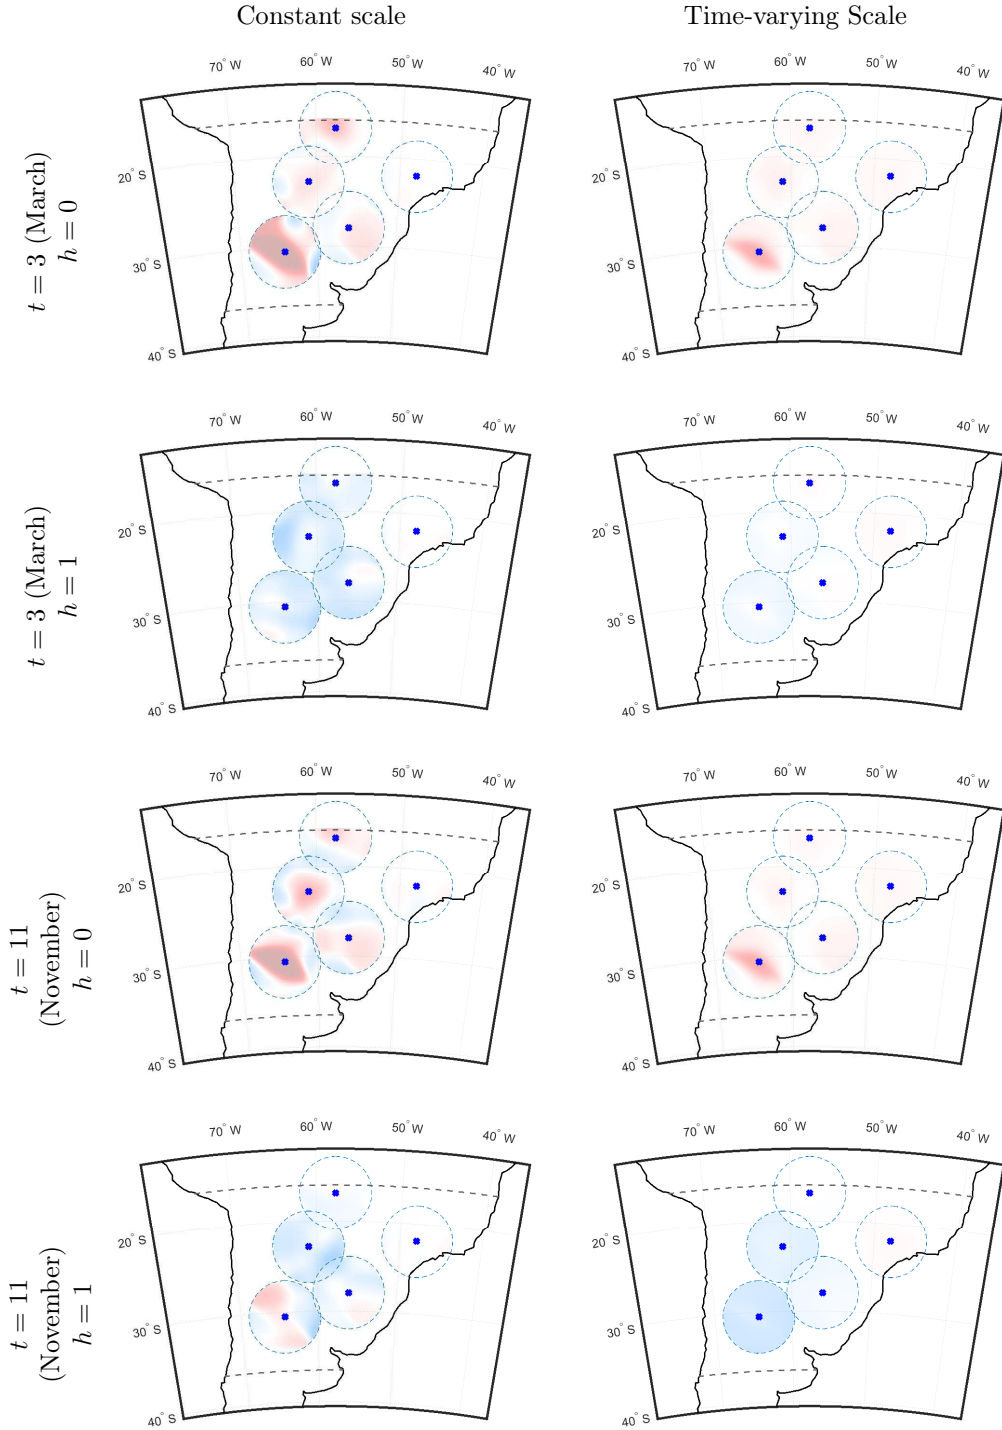 Constant scale
Time-varying Scale
70° W
60° W
50° W
40° W
70° W
60° W
50° W
40° W
t = 3 (March)
h = 0
20° S
30° S
40° S
20° S
30° S
40° S
70° W
60° W
50° W
40° W
70° W
60° W
50° W
40° W
t = 3 (March)
h = 1
20° S
30° S
40° S
20° S
30° S
40° S
70° W
60° W
50° W
40° W
70° W
60° W
50° W
40° W
t = 11
(November)
h = 0
20° S
30° S
40° S
20° S
30° S
40° S
70° W
60° W
50° W
40° W
70° W
60° W
50° W
40° W
t = 11
(November)
h = 1
20° S
30° S
40° S
20° S
30° S
40° S